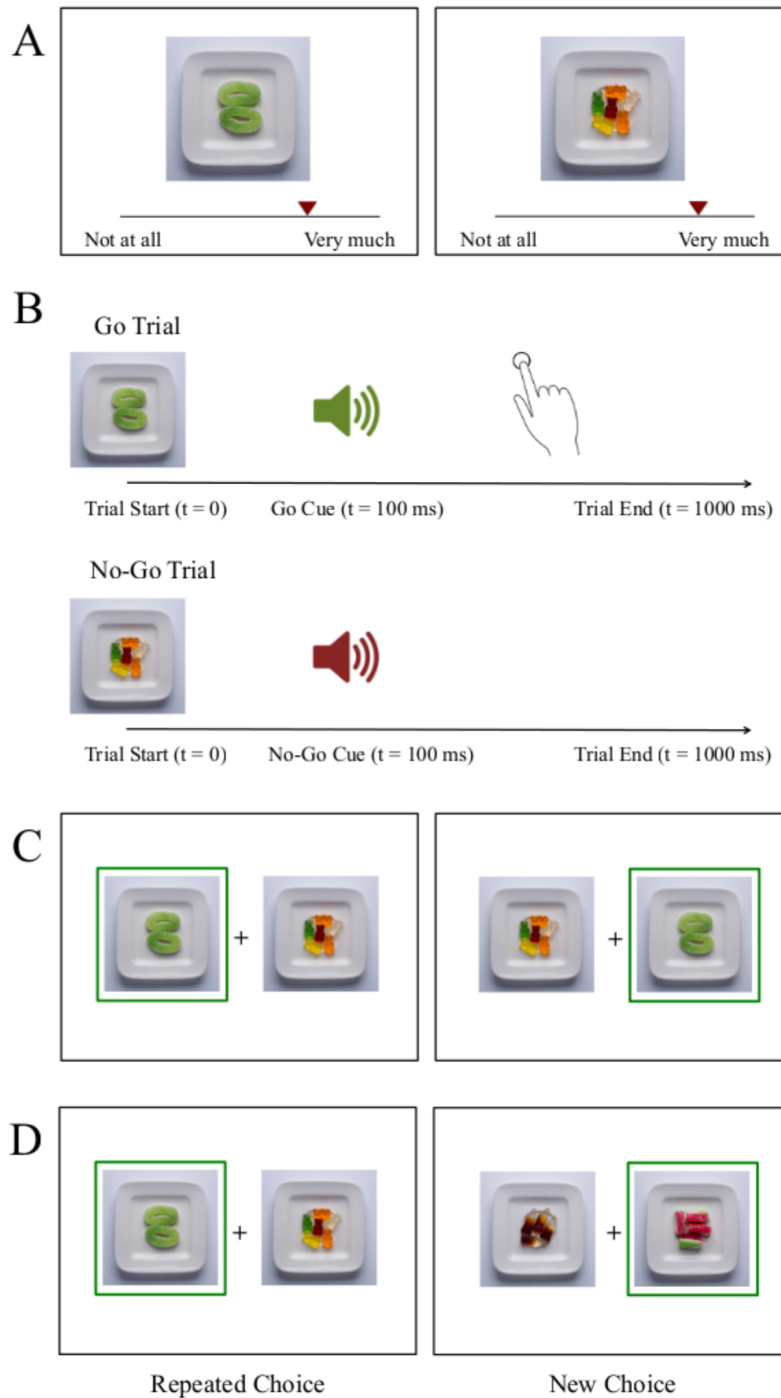 A
Not at all Very much
Not at all Very much
B
Go Trial
Trial Start (t = 0) Go Cue (t = 100 ms) Trial End (t = 1000 ms)
No-Go Trial
Trial Start (t = 0) No-Go Cue (t = 100 ms) Trial End (t = 1000 ms)
C
+ +
D
+ +
Repeated Choice New Choice